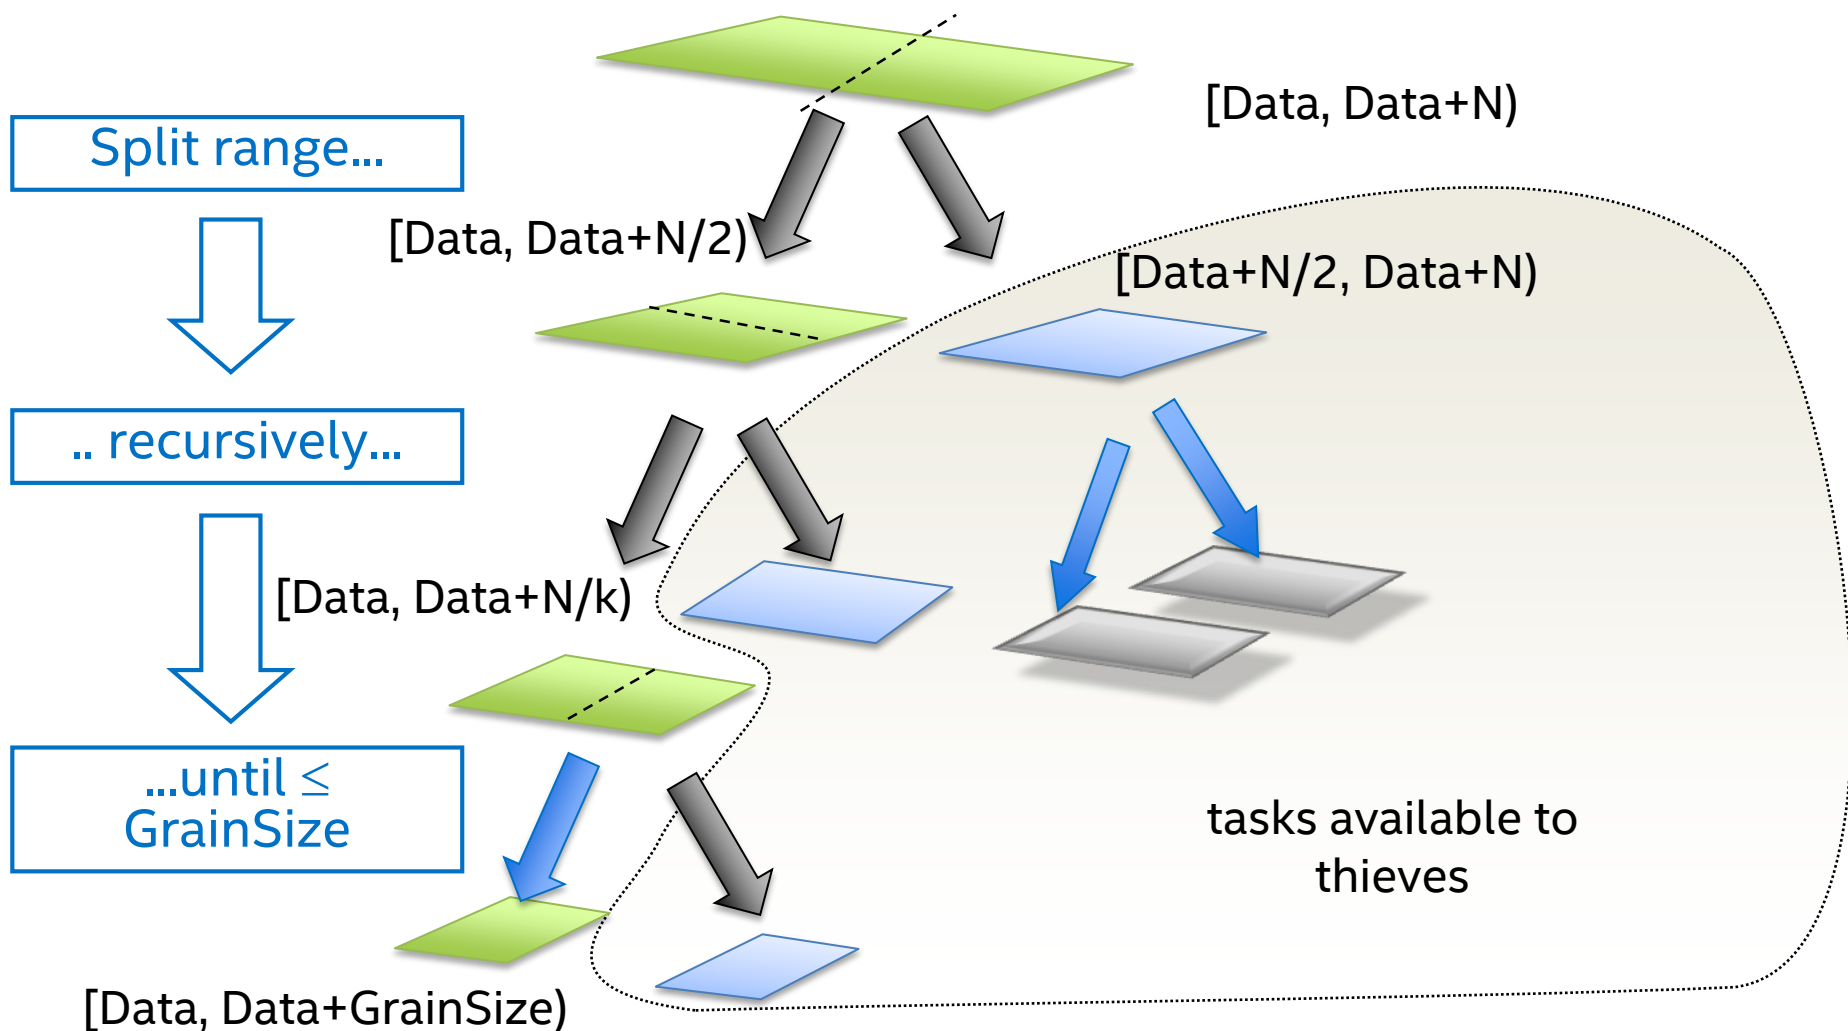 [Data, Data+N)
Split range...
[Data, Data+N/2)
[Data+N/2, Data+N)
.. recursively...
[Data, Data+N/k)
...until ≤
GrainSize
tasks available to
thieves
[Data, Data+GrainSize)